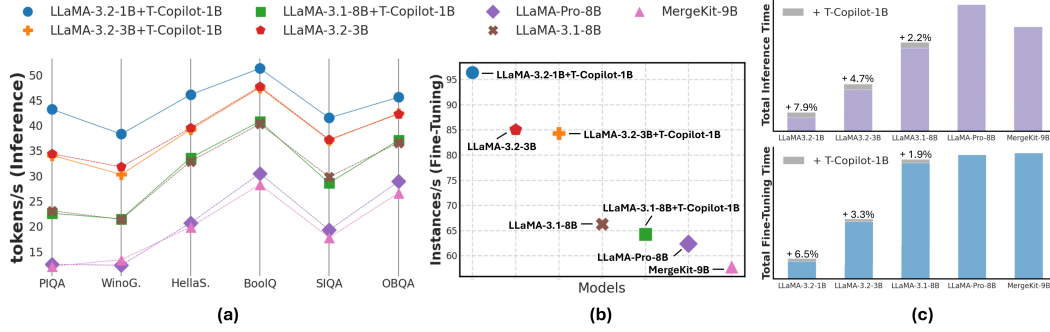 LLaMA-3.2-1B+T-Copilot-1B LLaMA-3.1-8B+T-Copilot-1B LLaMA-Pro-8B MergeKit-9B
LLaMA-3.2-3B+T-Copilot-1B LLaMA-3.2-3B LLaMA-3.1-8B
tokens/s (Inference)
50
45
40
35
30
25
20
15
PIQA WinoG. HellaS. BoolQ SIQA OBQA
(a)
Instances/s (Fine-Tuning)
95
90
85
80
75
70
65
60
LLaMA-3.2-1B+T-Copilot-1B
LLaMA-3.2-3B+T-Copilot-1B
LLaMA-3.2-3B
LLaMA-3.1-8B+T-Copilot-1B
LLaMA-3.1-8B
LLaMA-Pro-8B
MergeKit-9B
Models
(b)
Total Inference Time
+ T-Copilot-1B
+ 7.9%
+ 4.7%
+ 2.2%
LLaMA3.2-1B LLaMA3.2-3B LLaMA3.1-8B LLaMA-Pro-8B MergeKit-9B
Total Fine-Tuning Time
+ T-Copilot-1B
+ 6.5%
+ 3.3%
+ 1.9%
LLaMA-3.2-1B LLaMA-3.2-3B LLaMA-3.1-8B LLaMA-Pro-8B MergeKit-9B
(c)